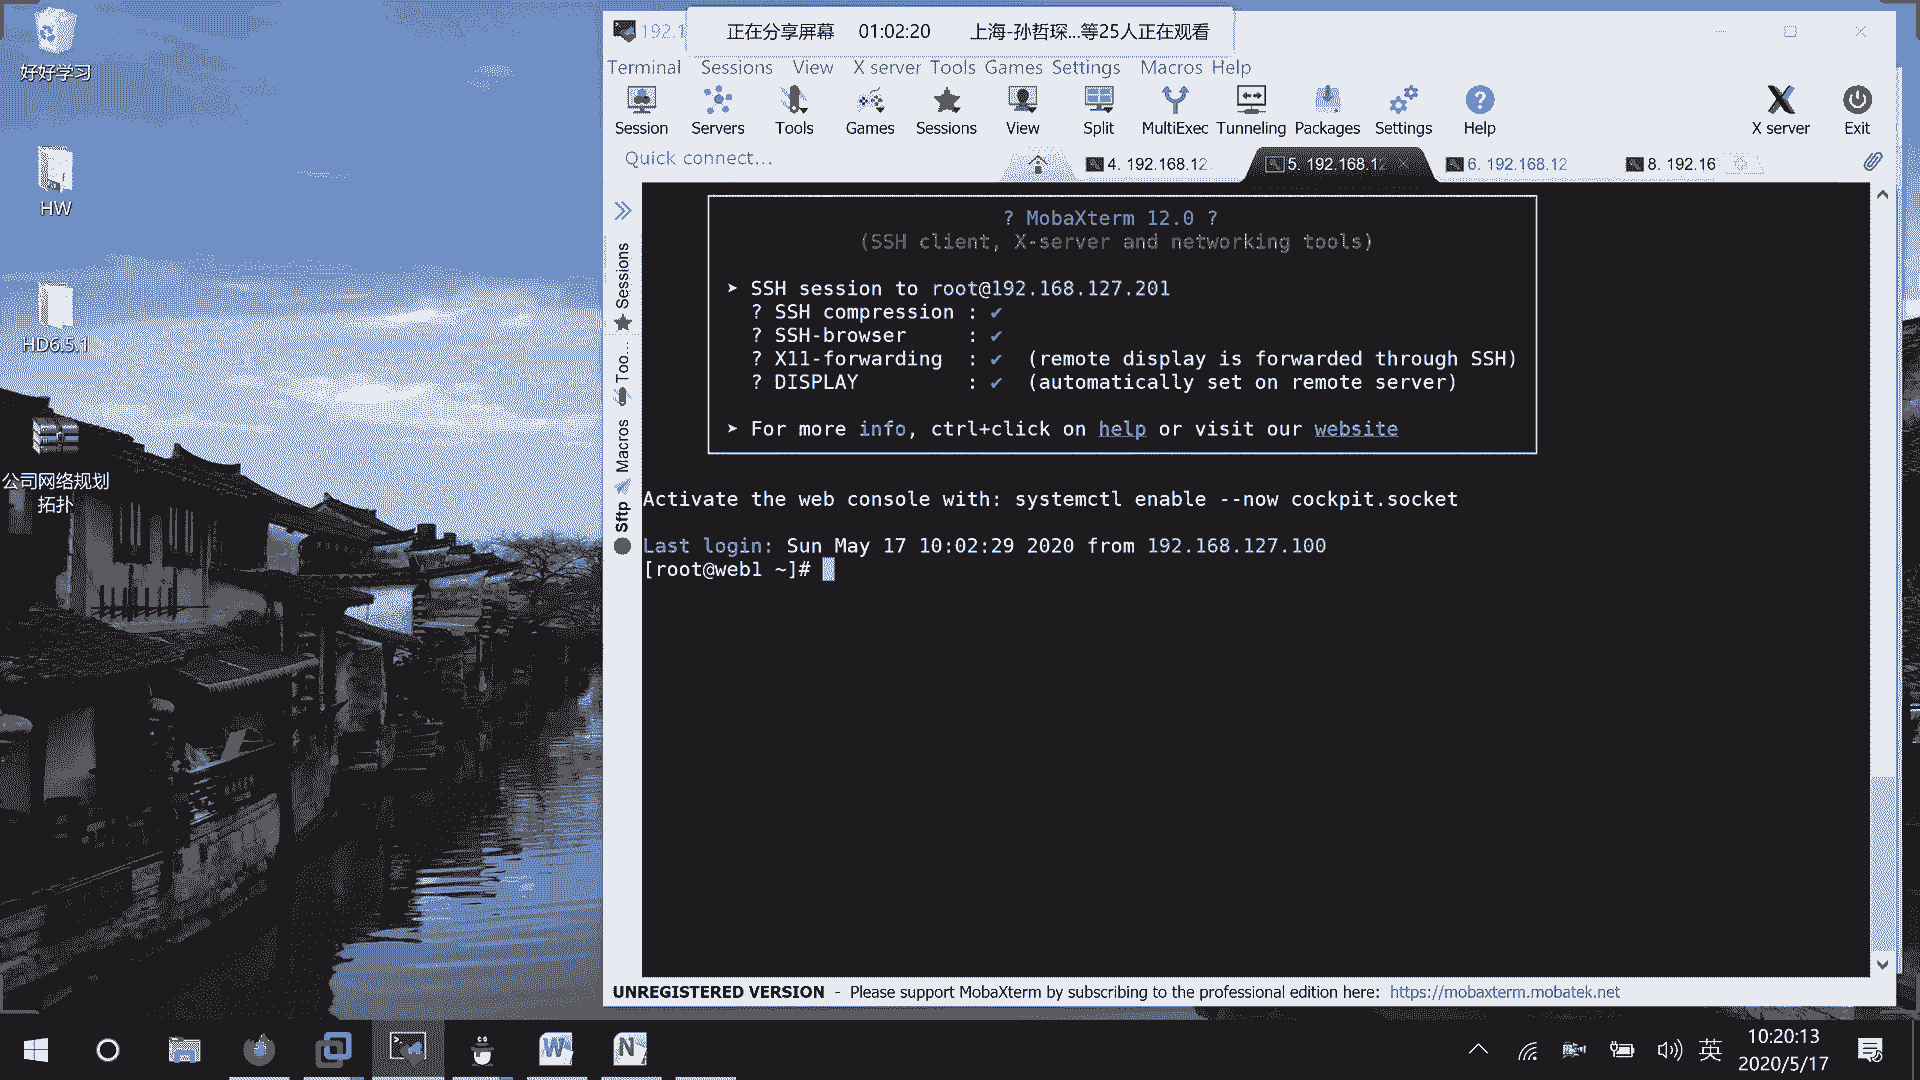 好好学习
HW
HD6.5.1
公司网络规划
拓扑
192.1
正在分享屏幕 01:02:20 上海-孙哲琛...等25人正在观看
Terminal Sessions View X server Tools Games Settings Macros Help
Session Servers Tools Games Sessions View Split MultiExec Tunneling Packages Settings Help X server Exit
Quick connect...
4. 192.168.12 5. 192.168.12 6. 192.168.12 8. 192.16
Sessions
Too...
Macros
Sftp
? MobaXterm 12.0 ?
(SSH client, X-server and networking tools)
➤ SSH session to root@192.168.127.201
? SSH compression : ✔
? SSH-browser : ✔
? X11-forwarding : ✔ (remote display is forwarded through SSH)
? DISPLAY : ✔ (automatically set on remote server)
➤ For more info, ctrl+click on help or visit our website
Activate the web console with: systemctl enable --now cockpit.socket
Last login: Sun May 17 10:02:29 2020 from 192.168.127.100
[root@web1 ~]#
UNREGISTERED VERSION - Please support MobaXterm by subscribing to the professional edition here: https://mobaxterm.mobatek.net
英
10:20:13
2020/5/17